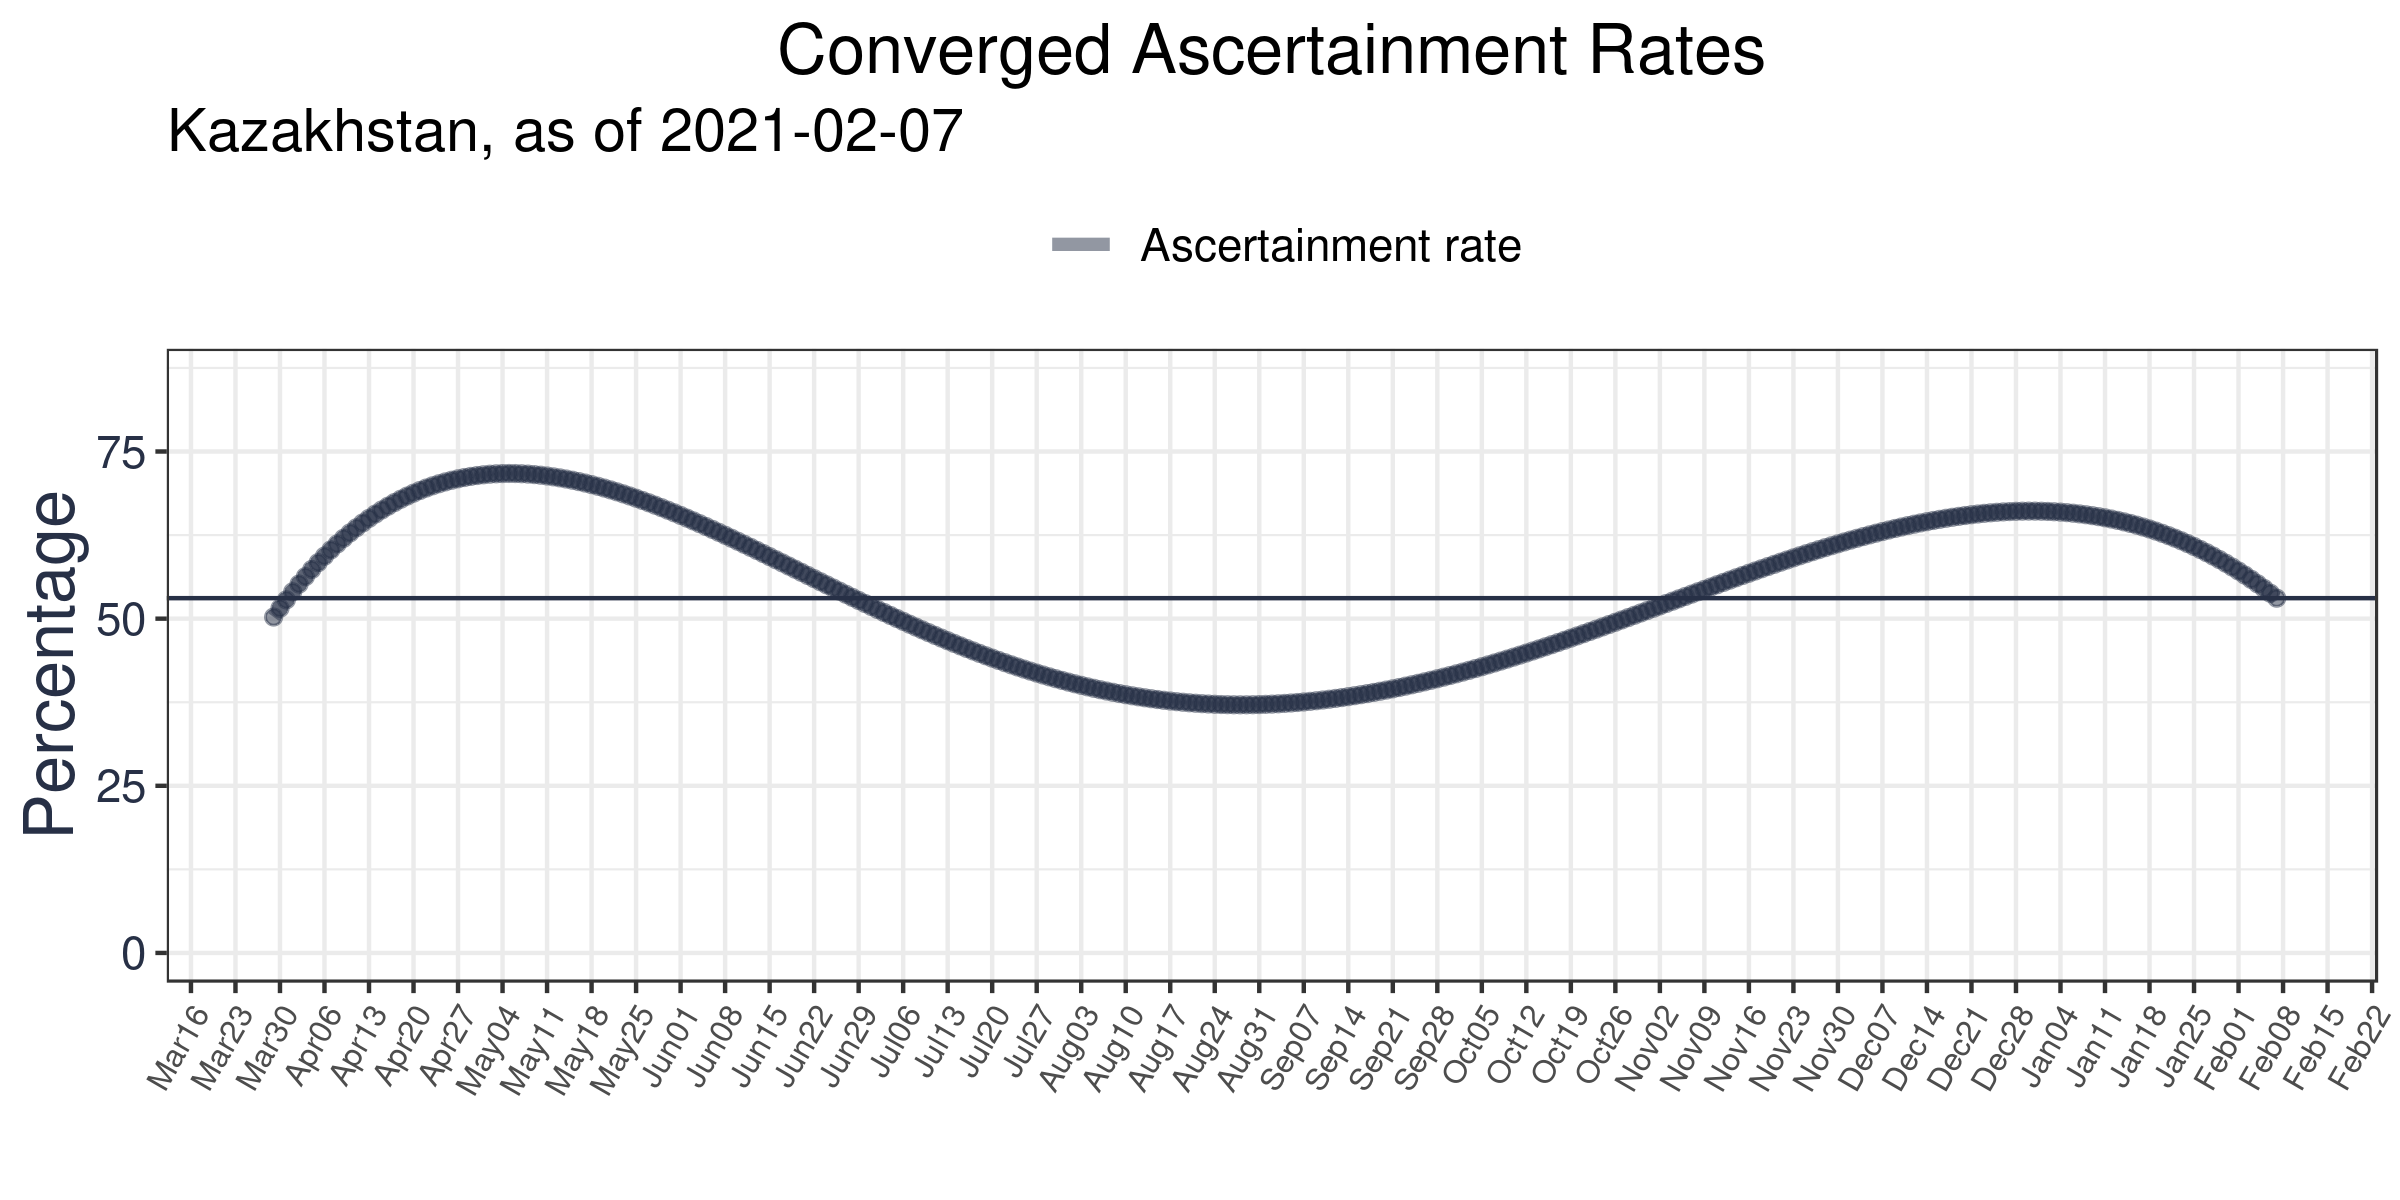 Converged Ascertainment Rates
Kazakhstan, as of 2021-02-07
Ascertainment rate
Percentage
75
50
25
0
Mar16 Mar23 Mar30 Apr06 Apr13 Apr20 Apr27 May04 May11 May18 May25 Jun01 Jun08 Jun15 Jun22 Jun29 Jul06 Jul13 Jul20 Jul27 Aug03 Aug10 Aug17 Aug24 Aug31 Sep07 Sep14 Sep21 Sep28 Oct05 Oct12 Oct19 Oct26 Nov02 Nov09 Nov16 Nov23 Nov30 Dec07 Dec14 Dec21 Dec28 Jan04 Jan11 Jan18 Jan25 Feb01 Feb08 Feb15 Feb22